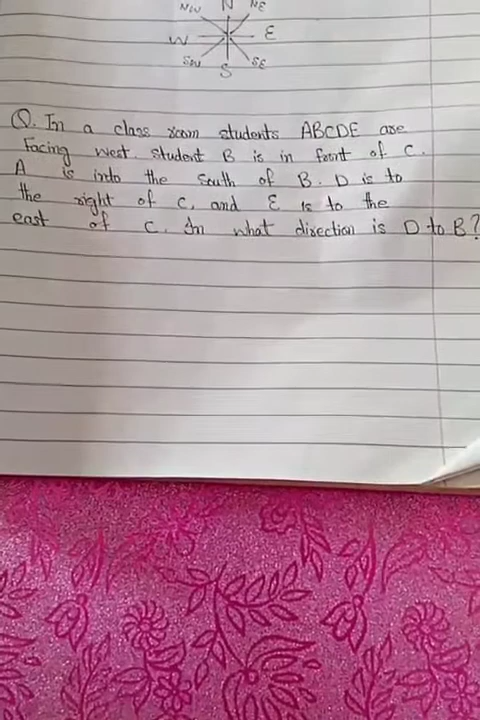 NW N NE
W E
SW S SE
Q. In a class room students ABCDE are
Facing west. student B is in front of C.
A is into the South of B. D is to
the right of C, and E is to the
east of C. In what direction is D to B?